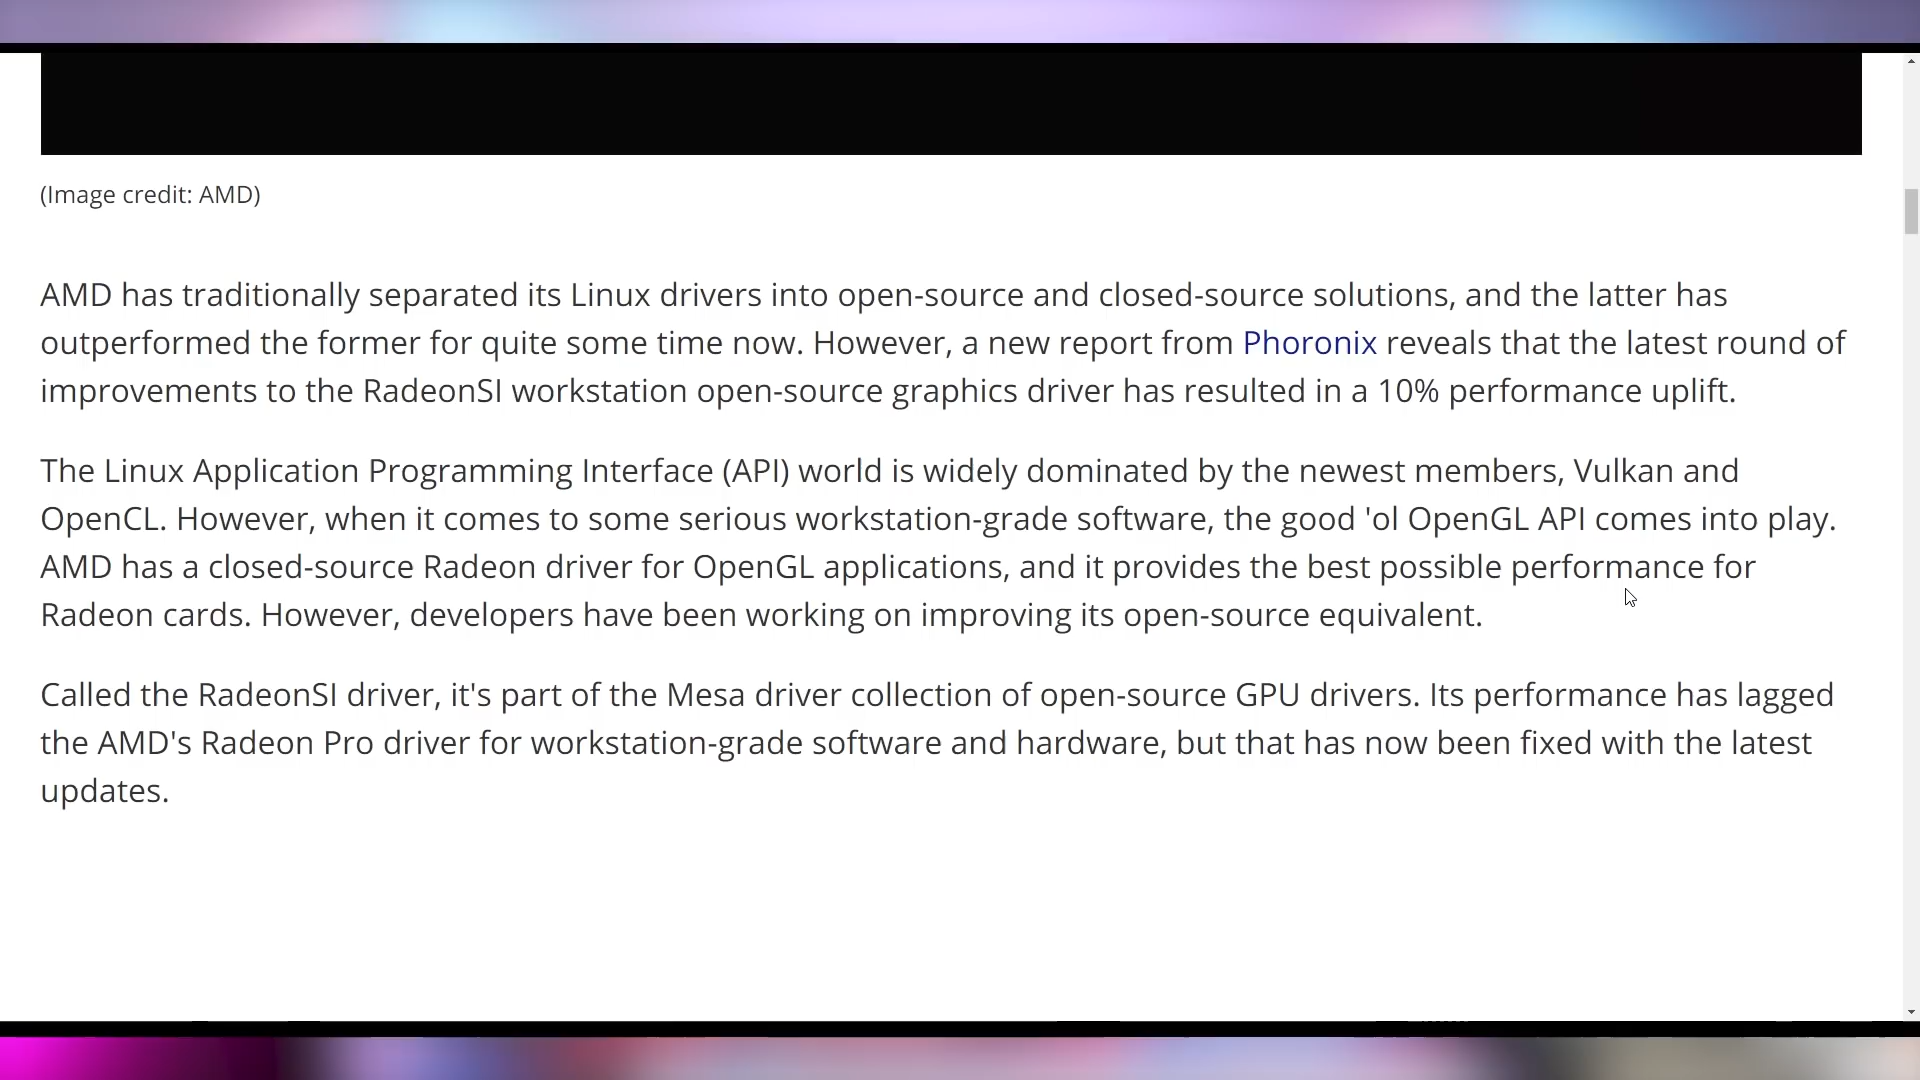 (Image credit: AMD)
AMD has traditionally separated its Linux drivers into open-source and closed-source solutions, and the latter has
outperformed the former for quite some time now. However, a new report from Phoronix reveals that the latest round of
improvements to the RadeonSI workstation open-source graphics driver has resulted in a 10% performance uplift.
The Linux Application Programming Interface (API) world is widely dominated by the newest members, Vulkan and
OpenCL. However, when it comes to some serious workstation-grade software, the good 'ol OpenGL API comes into play.
AMD has a closed-source Radeon driver for OpenGL applications, and it provides the best possible performance for
Radeon cards. However, developers have been working on improving its open-source equivalent.
Called the RadeonSI driver, it's part of the Mesa driver collection of open-source GPU drivers. Its performance has lagged
the AMD's Radeon Pro driver for workstation-grade software and hardware, but that has now been fixed with the latest
updates.